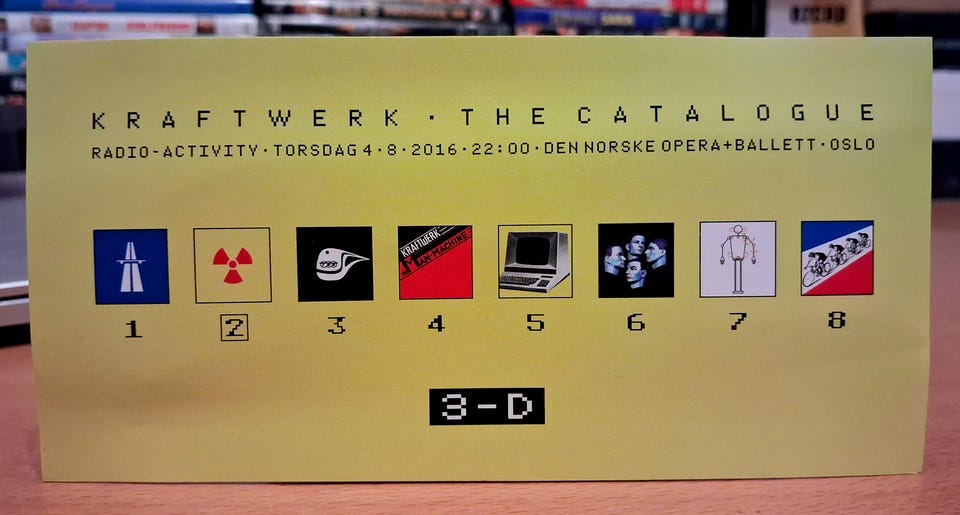 KRAFTWERK · THE CATALOGUE
RADIO-ACTIVITY · TORSDAG 4 · 8 · 2016 · 22:00 · DEN NORSKE OPERA+BALLETT · OSLO
KRAFTWERK
MAN·MACHINE
1 2 3 4 5 6 7 8
3-D